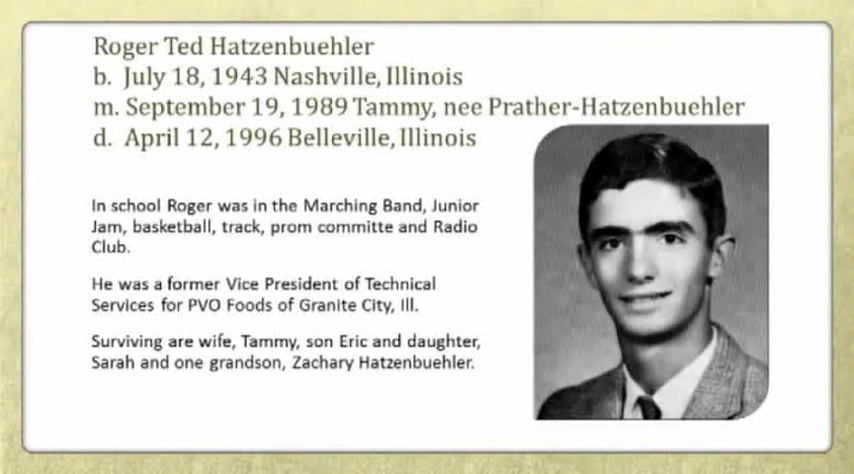 Roger Ted Hatzenbuehler
b. July 18, 1943 Nashville, Illinois
m. September 19, 1989 Tammy, nee Prather-Hatzenbuehler
d. April 12, 1996 Belleville, Illinois
In school Roger was in the Marching Band, Junior
Jam, basketball, track, prom committe and Radio
Club.
He was a former Vice President of Technical
Services for PVO Foods of Granite City, Ill.
Surviving are wife, Tammy, son Eric and daughter,
Sarah and one grandson, Zachary Hatzenbuehler.